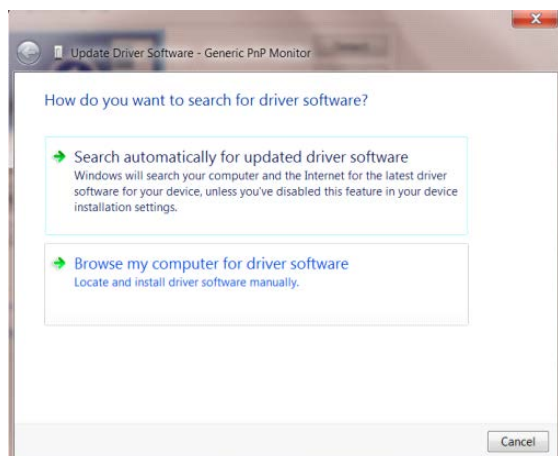 Update Driver Software - Generic PnP Monitor
How do you want to search for driver software?
Search automatically for updated driver software
Windows will search your computer and the Internet for the latest driver
software for your device, unless you've disabled this feature in your device
installation settings.
Browse my computer for driver software
Locate and install driver software manually.
Cancel